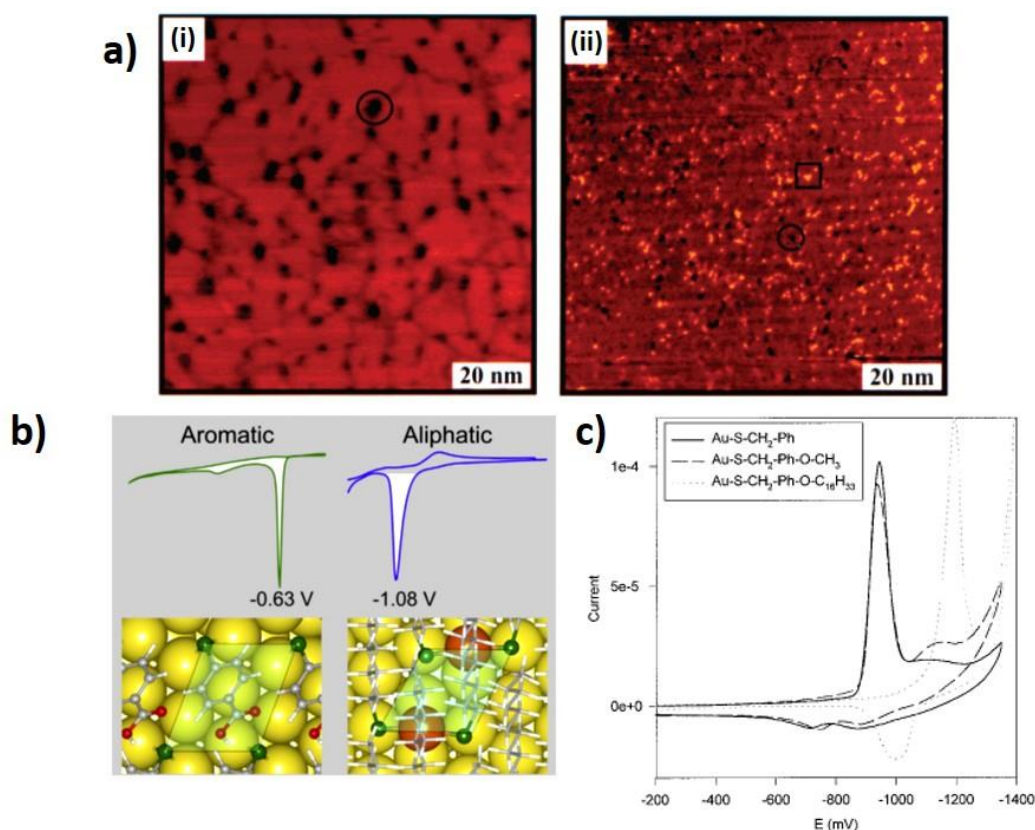 a)
(i)
(ii)
20 nm
20 nm
b)
Aromatic
Aliphatic
-0.63 V
-1.08 V
c)
Au-S-CH₂-Ph
Au-S-CH₂-Ph-O-CH₃
Au-S-CH₂-Ph-O-C₁₆H₃₃
1e-4
5e-5
0e+0
Current
-200 -400 -600 -800 -1000 -1200 -1400
E (mV)